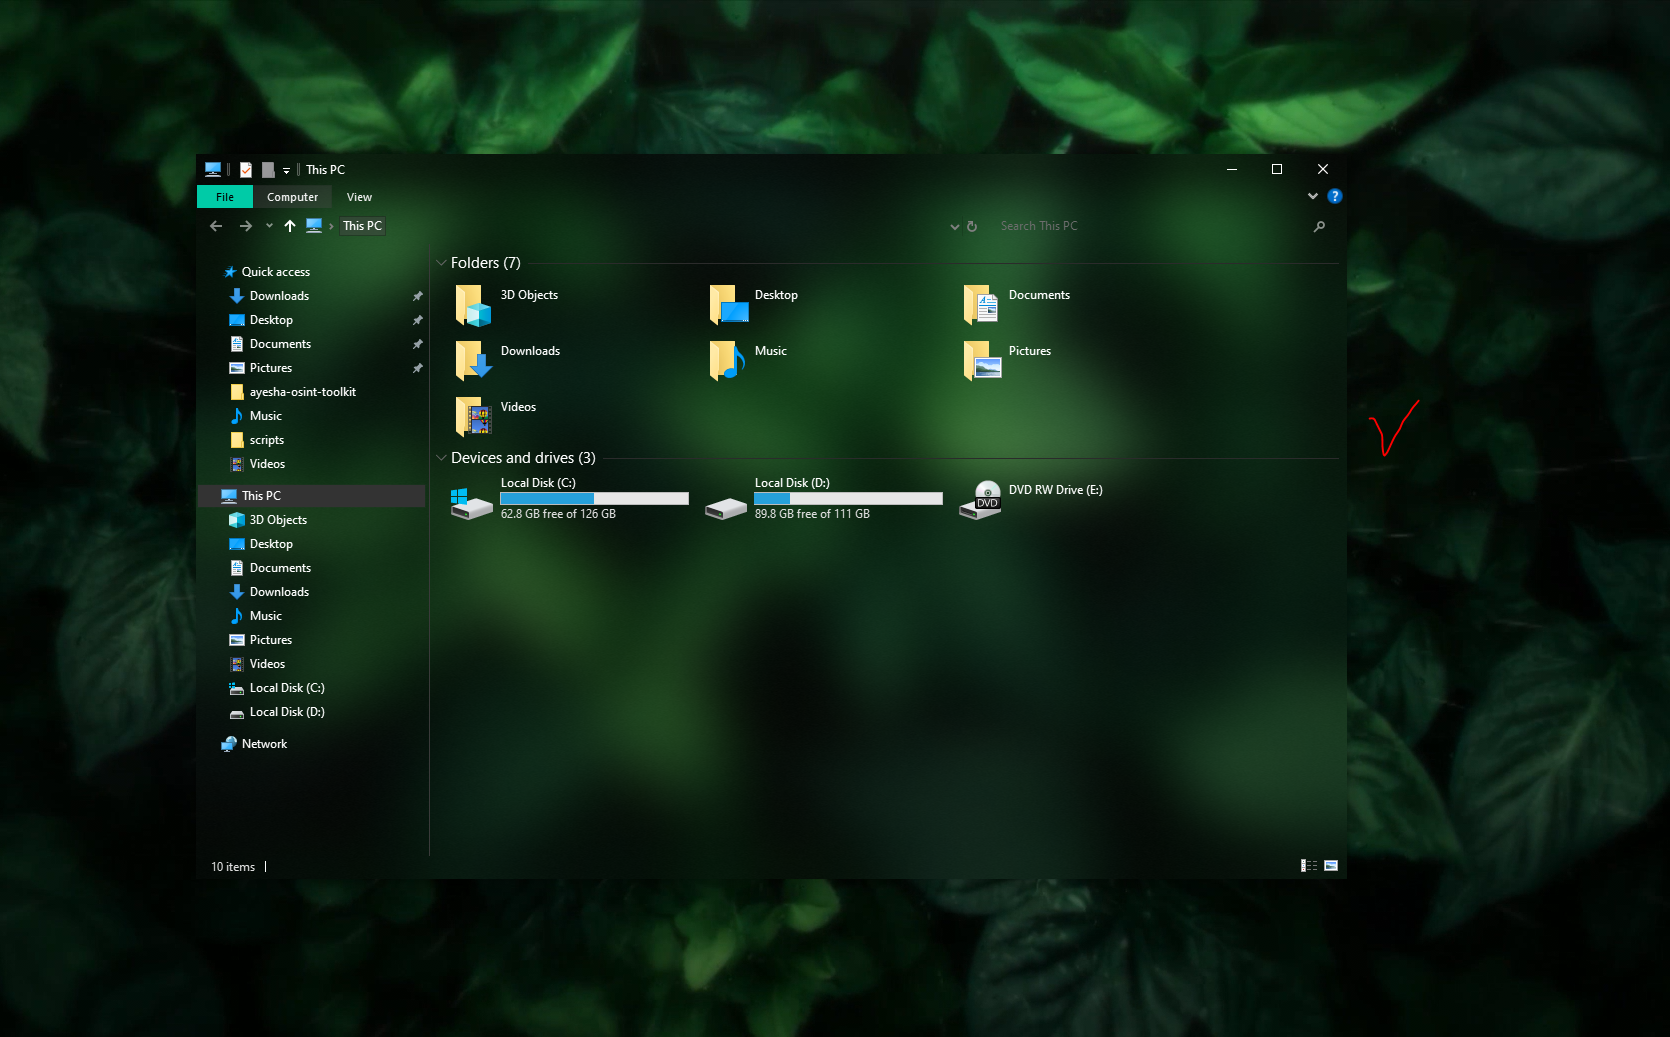 This PC
File Computer View
This PC
Search This PC
Quick access
Downloads
Desktop
Documents
Pictures
ayesha-osint-toolkit
Music
scripts
Videos
This PC
3D Objects
Desktop
Documents
Downloads
Music
Pictures
Videos
Local Disk (C:)
Local Disk (D:)
Network
Folders (7)
3D Objects
Desktop
Documents
Downloads
Music
Pictures
Videos
Devices and drives (3)
Local Disk (C:)
62.8 GB free of 126 GB
Local Disk (D:)
89.8 GB free of 111 GB
DVD RW Drive (E:)
DVD
10 items